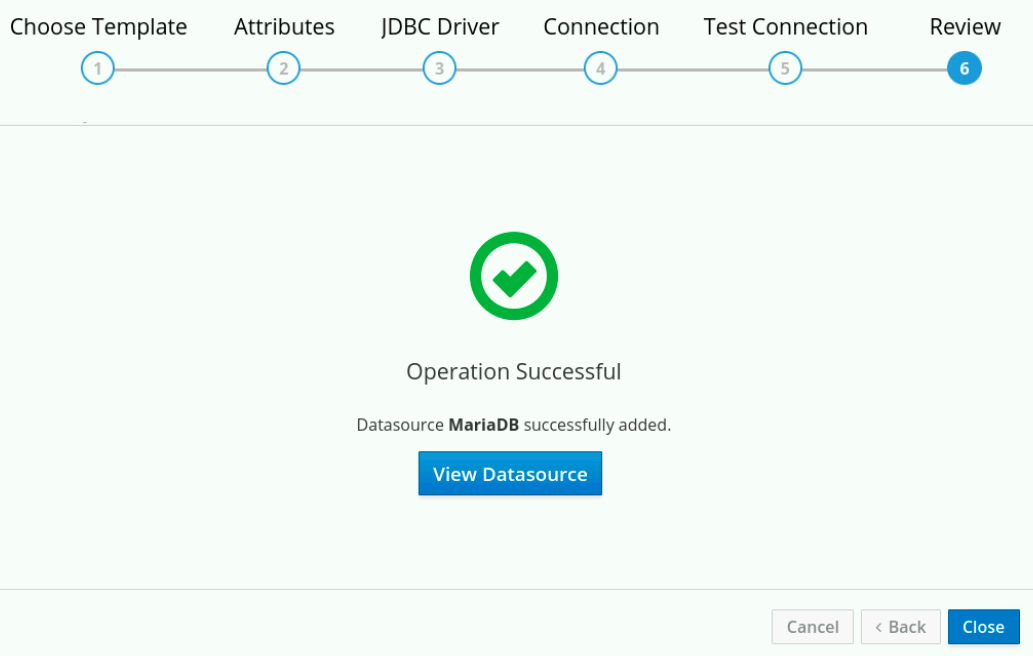 Choose Template Attributes JDBC Driver Connection Test Connection Review
1 2 3 4 5 6
Operation Successful
Datasource MariaDB successfully added.
View Datasource
Cancel < Back Close